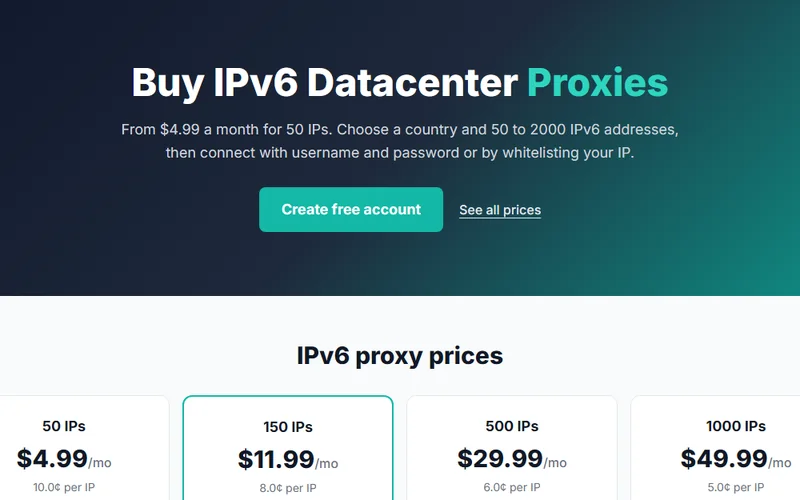 Buy IPv6 Datacenter Proxies
From $4.99 a month for 50 IPs. Choose a country and 50 to 2000 IPv6 addresses,
then connect with username and password or by whitelisting your IP.
Create free account
See all prices
IPv6 proxy prices
50 IPs
$4.99/mo
10.0¢ per IP
150 IPs
$11.99/mo
8.0¢ per IP
500 IPs
$29.99/mo
6.0¢ per IP
1000 IPs
$49.99/mo
5.0¢ per IP